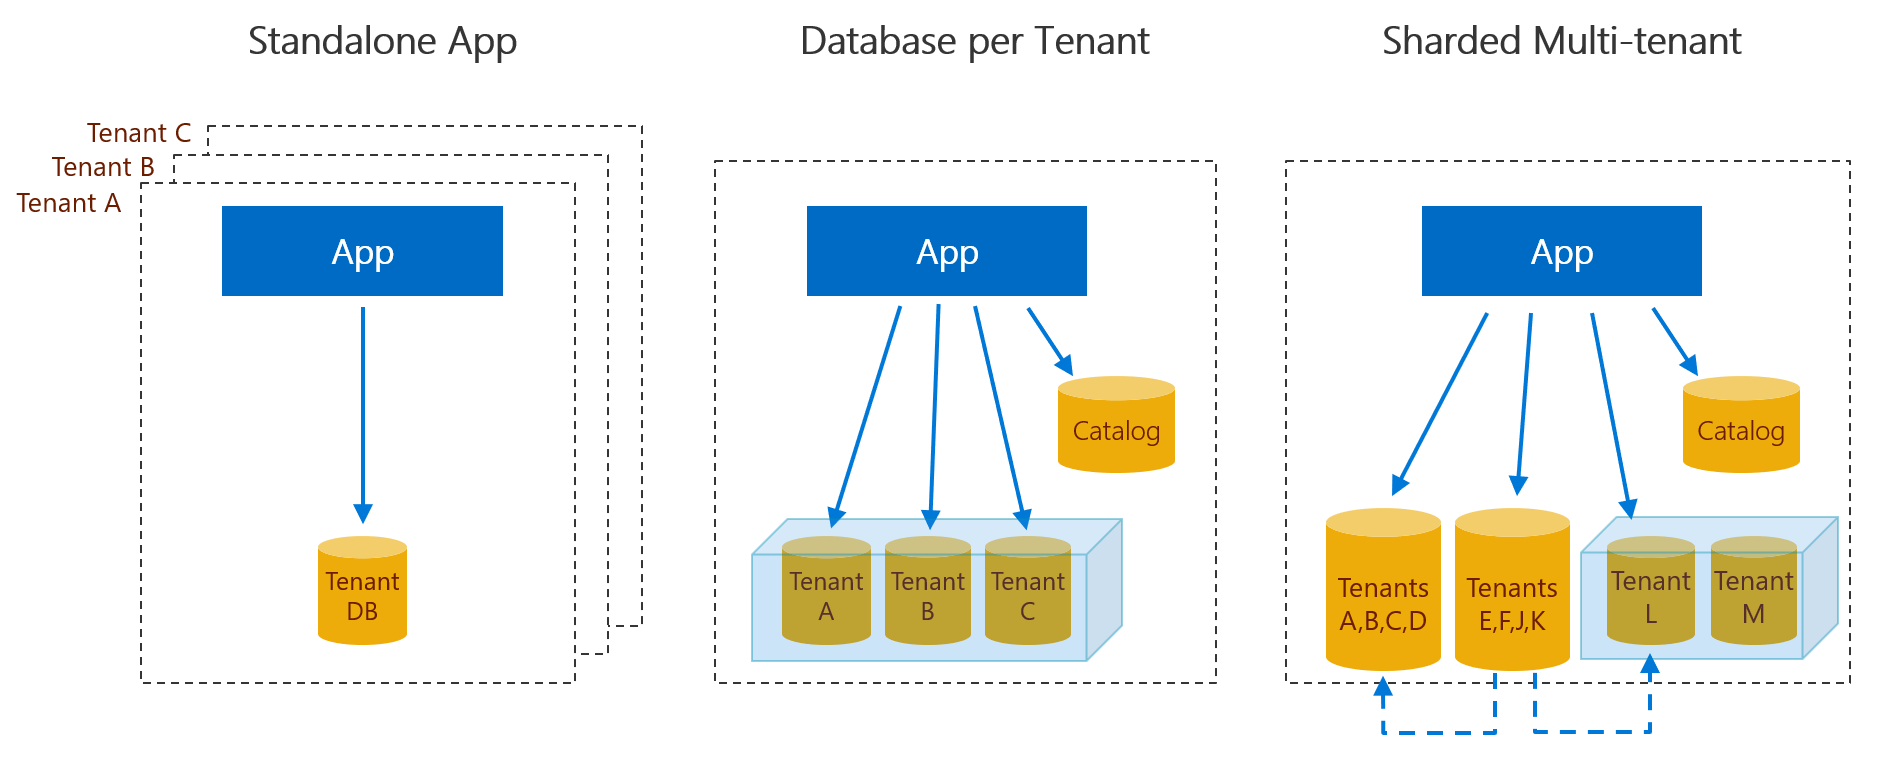 Standalone App
Tenant C
Tenant B
Tenant A
App
Tenant
DB
Database per Tenant
App
Catalog
Tenant
A
Tenant
B
Tenant
C
Sharded Multi-tenant
App
Catalog
Tenants
A,B,C,D
Tenants
E,F,J,K
Tenant
L
Tenant
M